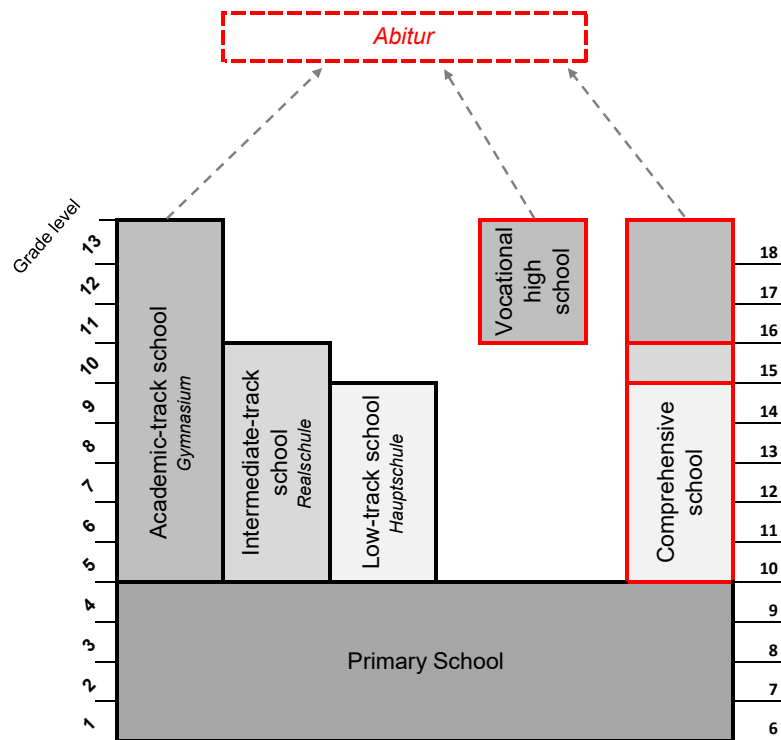 Abitur
Grade level
13
12
11
10
9
8
7
6
5
4
3
2
1
Academic-track school
Gymnasium
Intermediate-track
school
Realschule
Low-track school
Hauptschule
Vocational
high
school
Comprehensive
school
Primary School
18
17
16
15
14
13
12
11
10
9
8
7
6